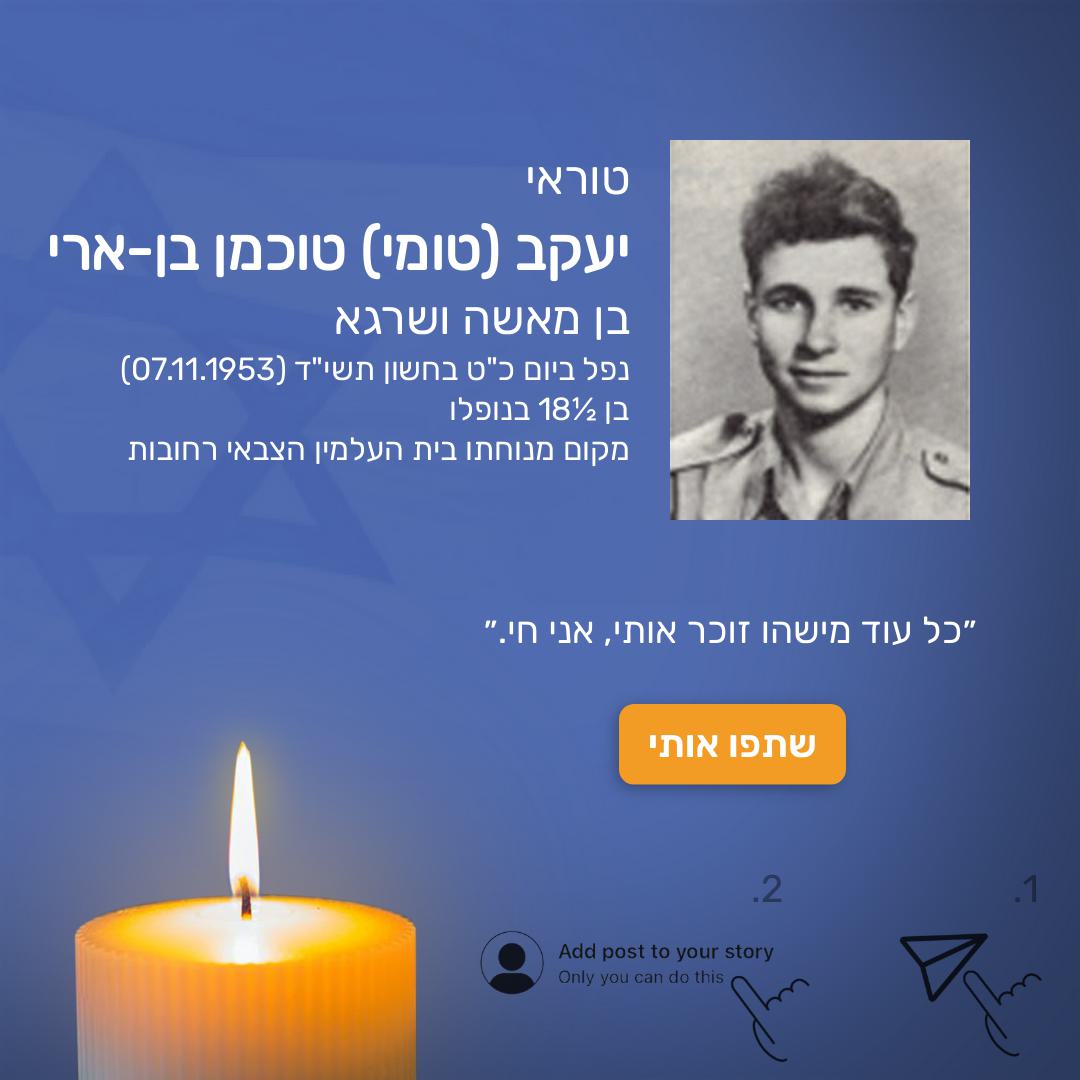 טוראי
יעקב (טומי) טוכמן בן-ארי
בן מאשה ושרגא
נפל ביום כ"ט בחשון תשי"ד (07.11.1953)
בן 18½ בנופלו
מקום מנוחתו בית העלמין הצבאי רחובות
״כל עוד מישהו זוכר אותי, אני חי.״
שתפו אותי
1.
2.
Add post to your story
Only you can do this